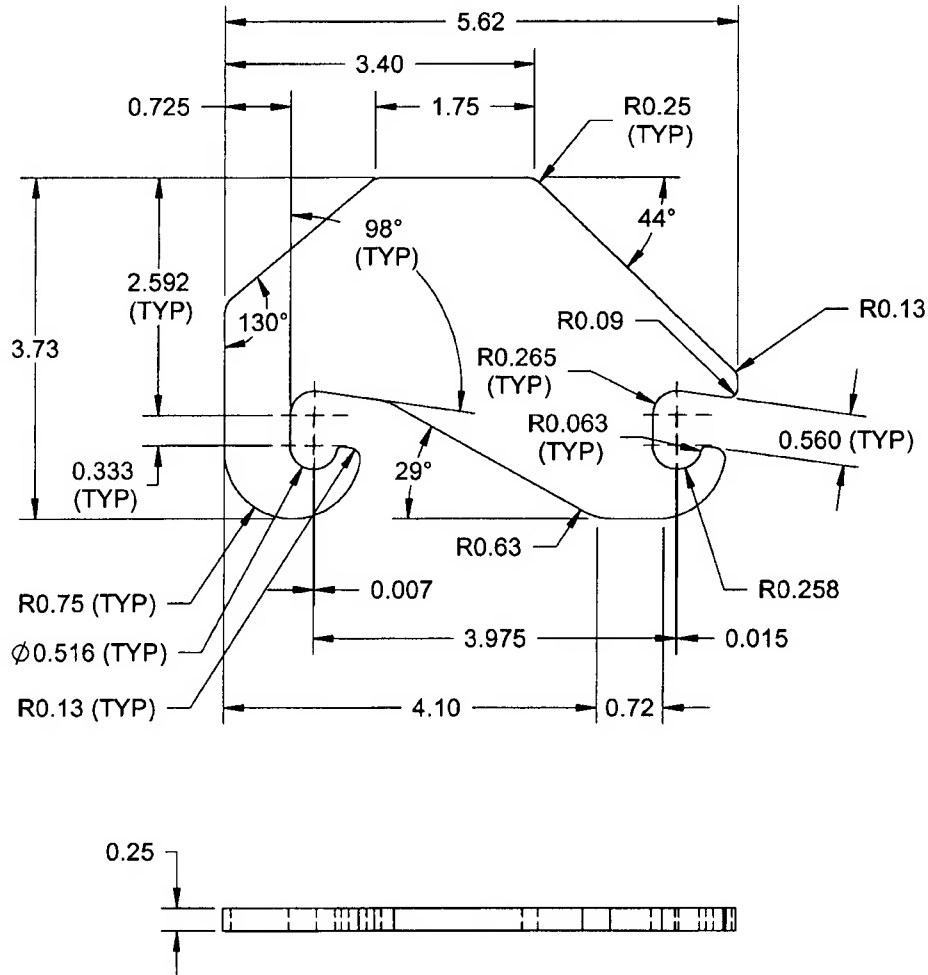 5.62
3.40
0.725
1.75
R0.25
(TYP)
98°
(TYP)
44°
2.592
(TYP)
130°
3.73
R0.09
R0.13
R0.265
(TYP)
R0.063
(TYP)
0.560 (TYP)
0.333
(TYP)
29°
R0.63
R0.75 (TYP)
0.007
R0.258
Ø0.516 (TYP)
3.975
0.015
R0.13 (TYP)
4.10
0.72
0.25